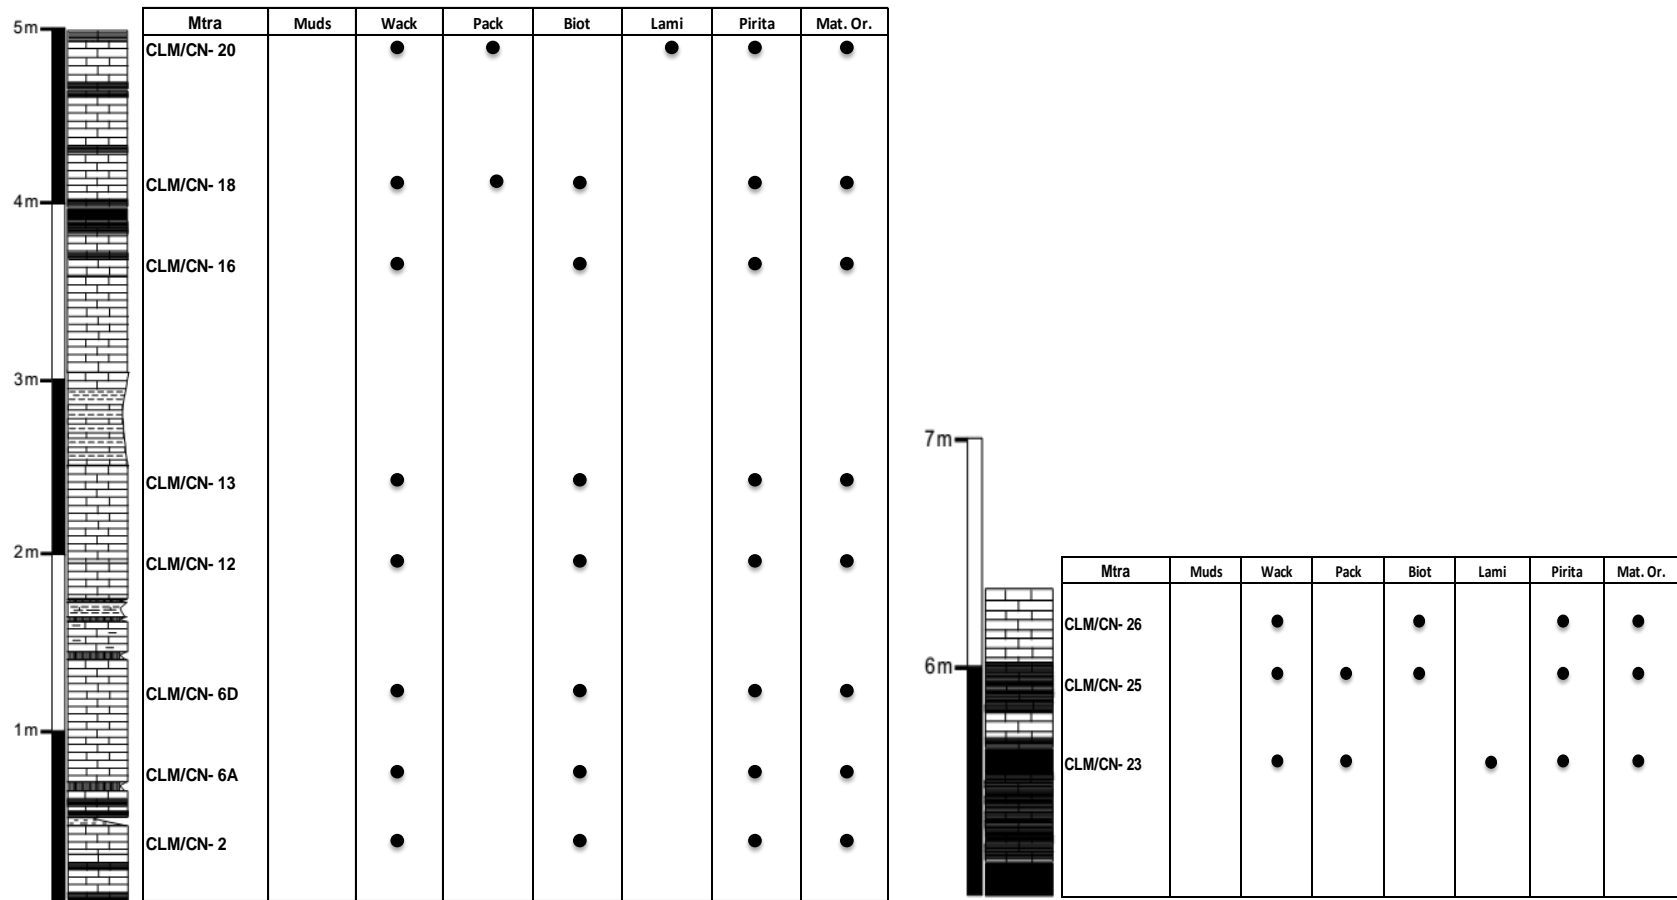 5m
Mtra Muds Wack Pack Biot Lami Pirita Mat. Or.
CLM/CN- 20
CLM/CN- 18
4m
CLM/CN- 16
3m
CLM/CN- 13
2m
CLM/CN- 12
CLM/CN- 6D
1m
CLM/CN- 6A
CLM/CN- 2
7m
Mtra Muds Wack Pack Biot Lami Pirita Mat. Or.
CLM/CN- 26
6m
CLM/CN- 25
CLM/CN- 23